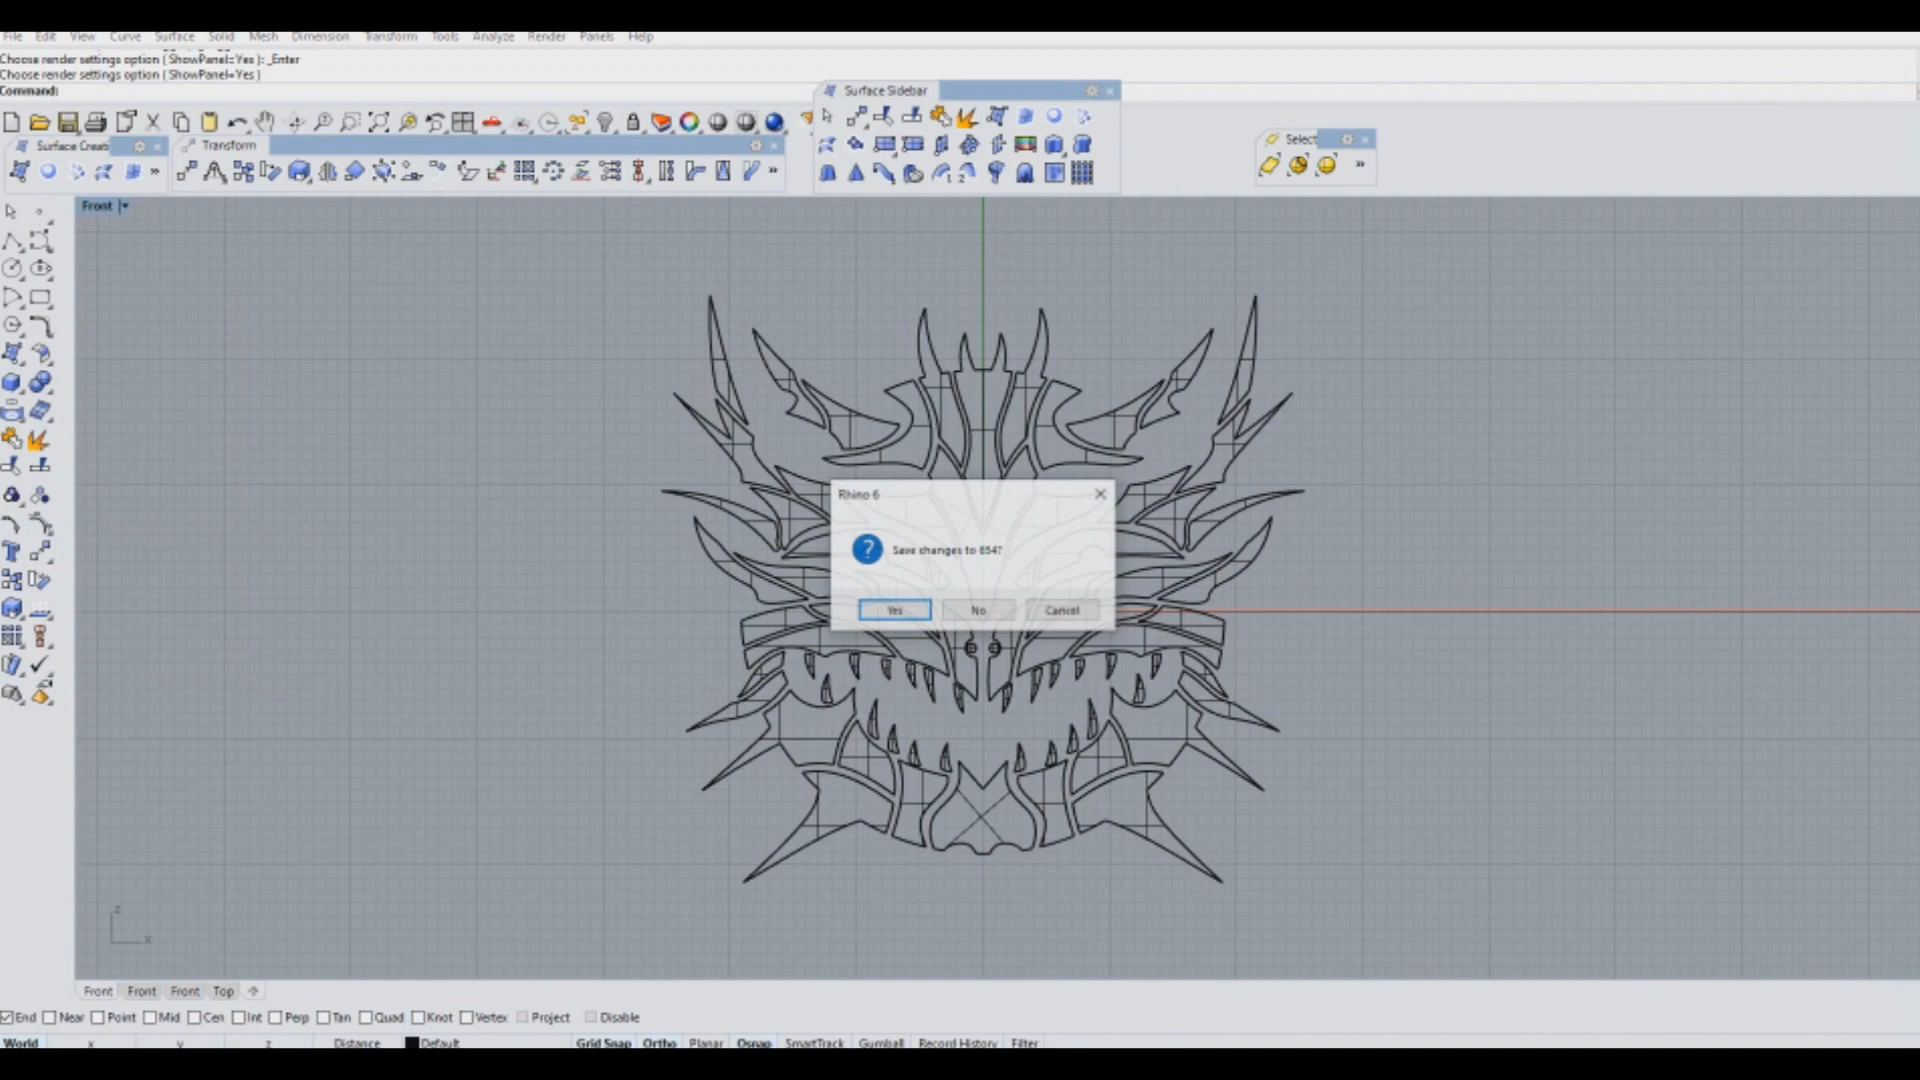 File Edit View Curve Surface Solid Mesh Dimension Transform Tools Analyze Render Panels Help
Choose render settings option ( ShowPanel=Yes ): _Enter
Choose render settings option ( ShowPanel=Yes )
Command:
Surface Sidebar
Surface Creat
Transform
Select
Front
Rhino 6
Save changes to 654?
Yes No Cancel
z
x
Front Front Front Top
End Near Point Mid Cen Int Perp Tan Quad Knot Vertex Project Disable
World x y z Distance Default Grid Snap Ortho Planar Osnap SmartTrack Gumball Record History Filter